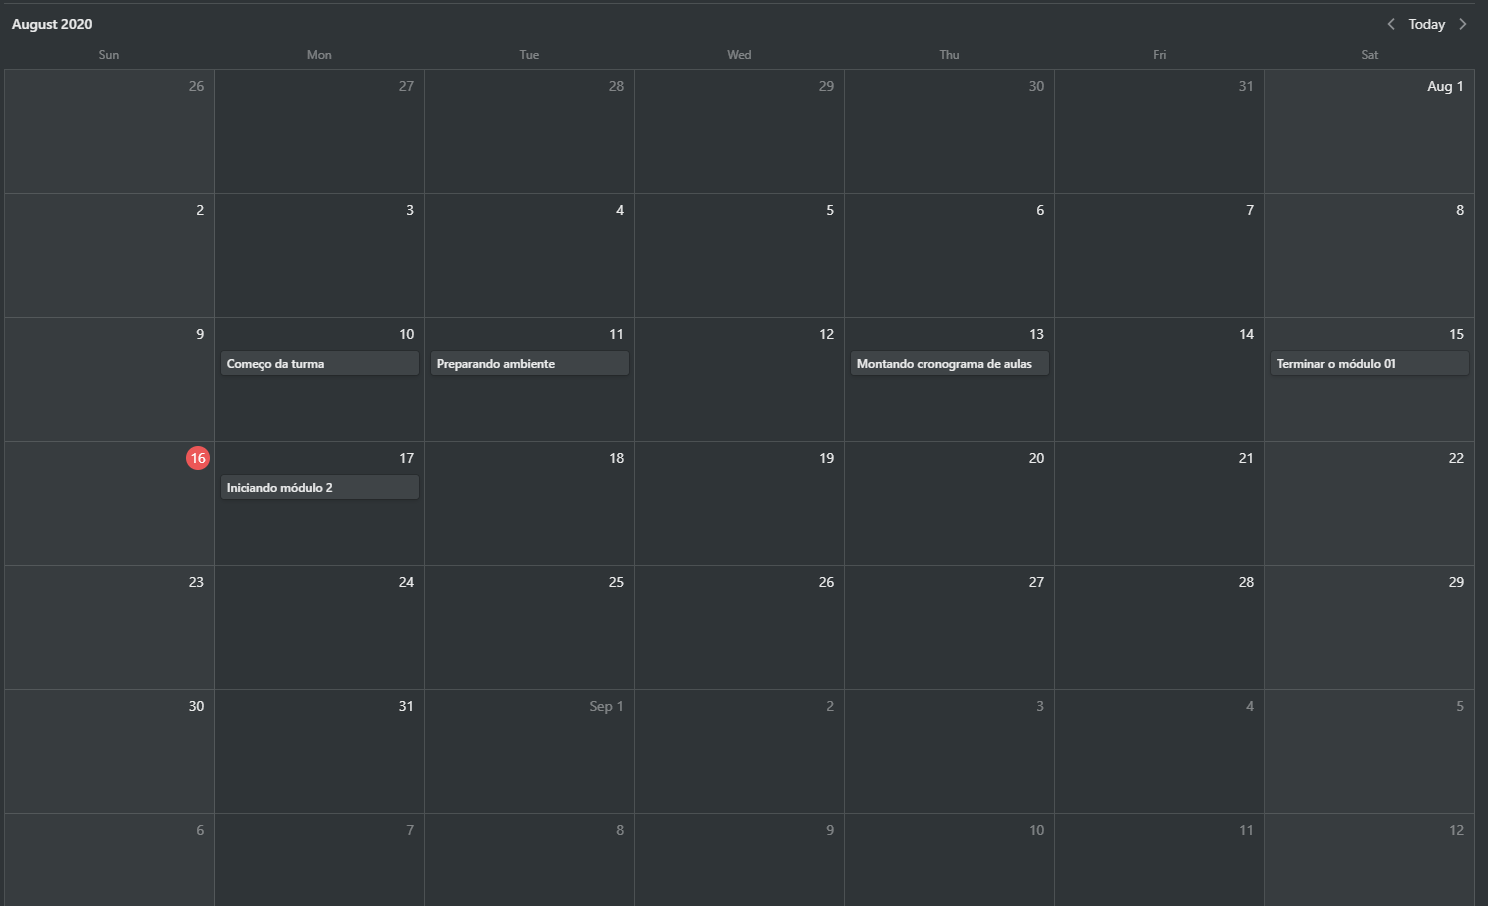 August 2020
Today
Sun Mon Tue Wed Thu Fri Sat
26 27 28 29 30 31 Aug 1
2 3 4 5 6 7 8
9 10 11 12 13 14 15
Começo da turma Preparando ambiente Montando cronograma de aulas Terminar o módulo 01
16 17 18 19 20 21 22
Iniciando módulo 2
23 24 25 26 27 28 29
30 31 Sep 1 2 3 4 5
6 7 8 9 10 11 12